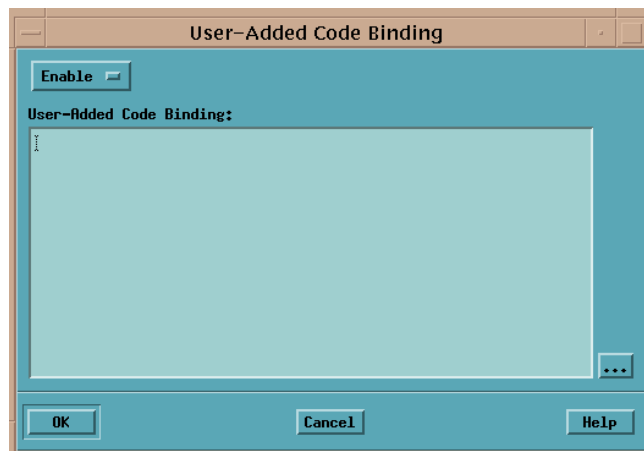 User-Added Code Binding
Enable
User-Added Code Binding:
...
OK Cancel Help